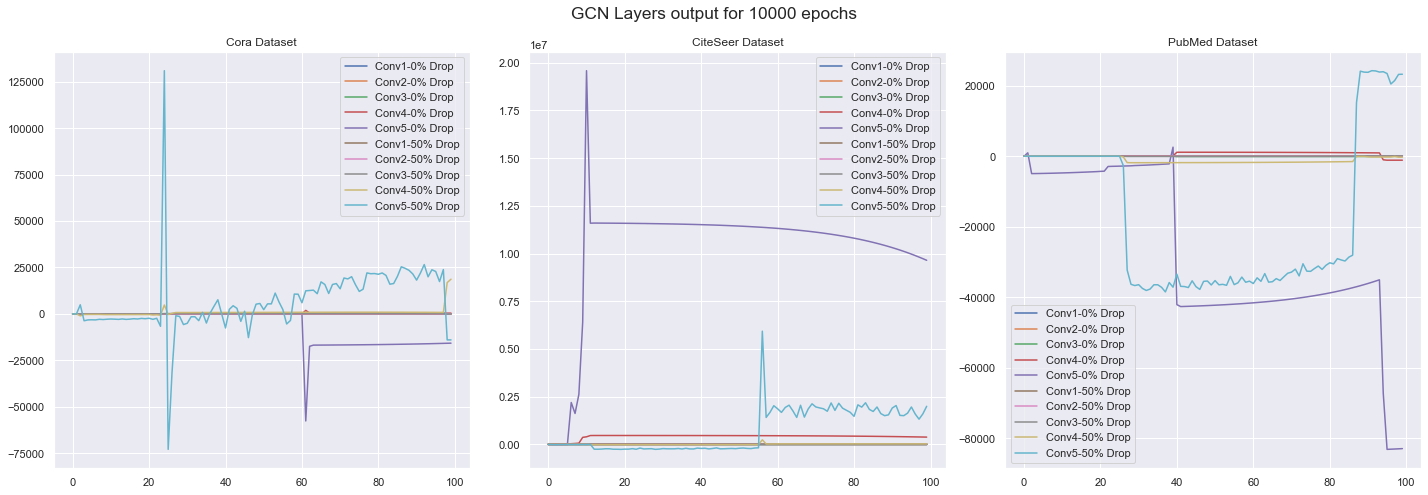 GCN Layers output for 10000 epochs
Cora Dataset
125000
100000
75000
50000
25000
0
−25000
−50000
−75000
0 20 40 60 80 100
Conv1-0% Drop
Conv2-0% Drop
Conv3-0% Drop
Conv4-0% Drop
Conv5-0% Drop
Conv1-50% Drop
Conv2-50% Drop
Conv3-50% Drop
Conv4-50% Drop
Conv5-50% Drop
CiteSeer Dataset
1e7
2.00
1.75
1.50
1.25
1.00
0.75
0.50
0.25
0.00
0 20 40 60 80 100
Conv1-0% Drop
Conv2-0% Drop
Conv3-0% Drop
Conv4-0% Drop
Conv5-0% Drop
Conv1-50% Drop
Conv2-50% Drop
Conv3-50% Drop
Conv4-50% Drop
Conv5-50% Drop
PubMed Dataset
20000
0
−20000
−40000
−60000
−80000
0 20 40 60 80 100
Conv1-0% Drop
Conv2-0% Drop
Conv3-0% Drop
Conv4-0% Drop
Conv5-0% Drop
Conv1-50% Drop
Conv2-50% Drop
Conv3-50% Drop
Conv4-50% Drop
Conv5-50% Drop